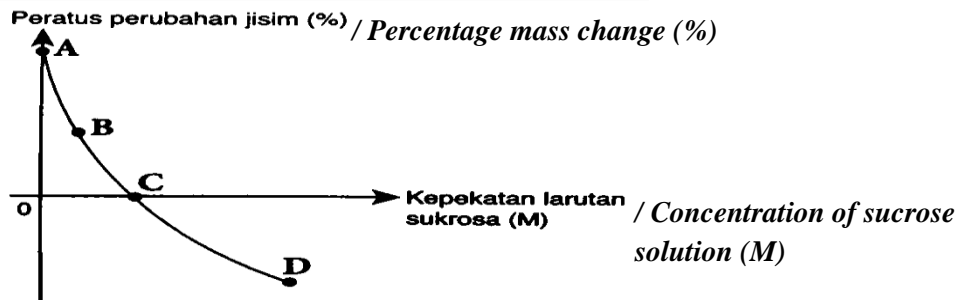 Peratus perubahan jisim (%) / Percentage mass change (%)
A
B
C
0
Kepekatan larutan
sukrosa (M)
/ Concentration of sucrose
solution (M)
D